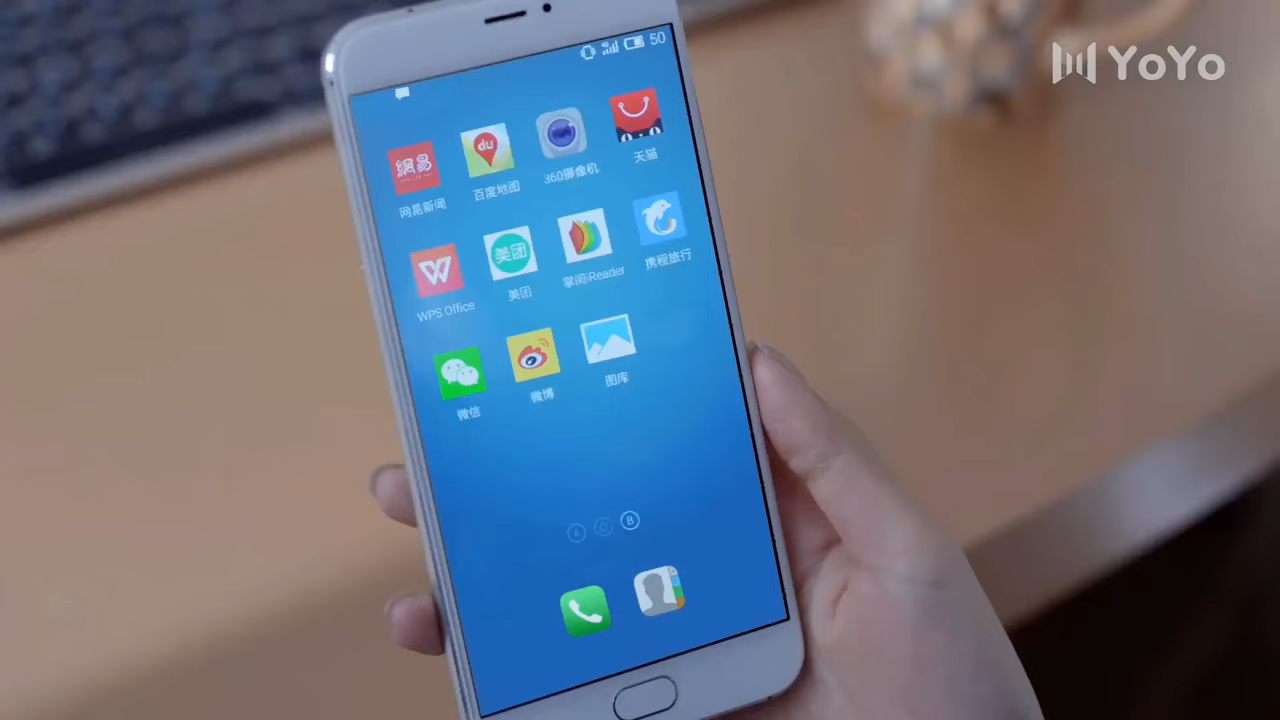 YoYo
50
網易
du
网易新闻
百度地图
360摄像机
天猫
美团
WPS Office
美团
掌阅iReader
携程旅行
微信
微博
图库
B